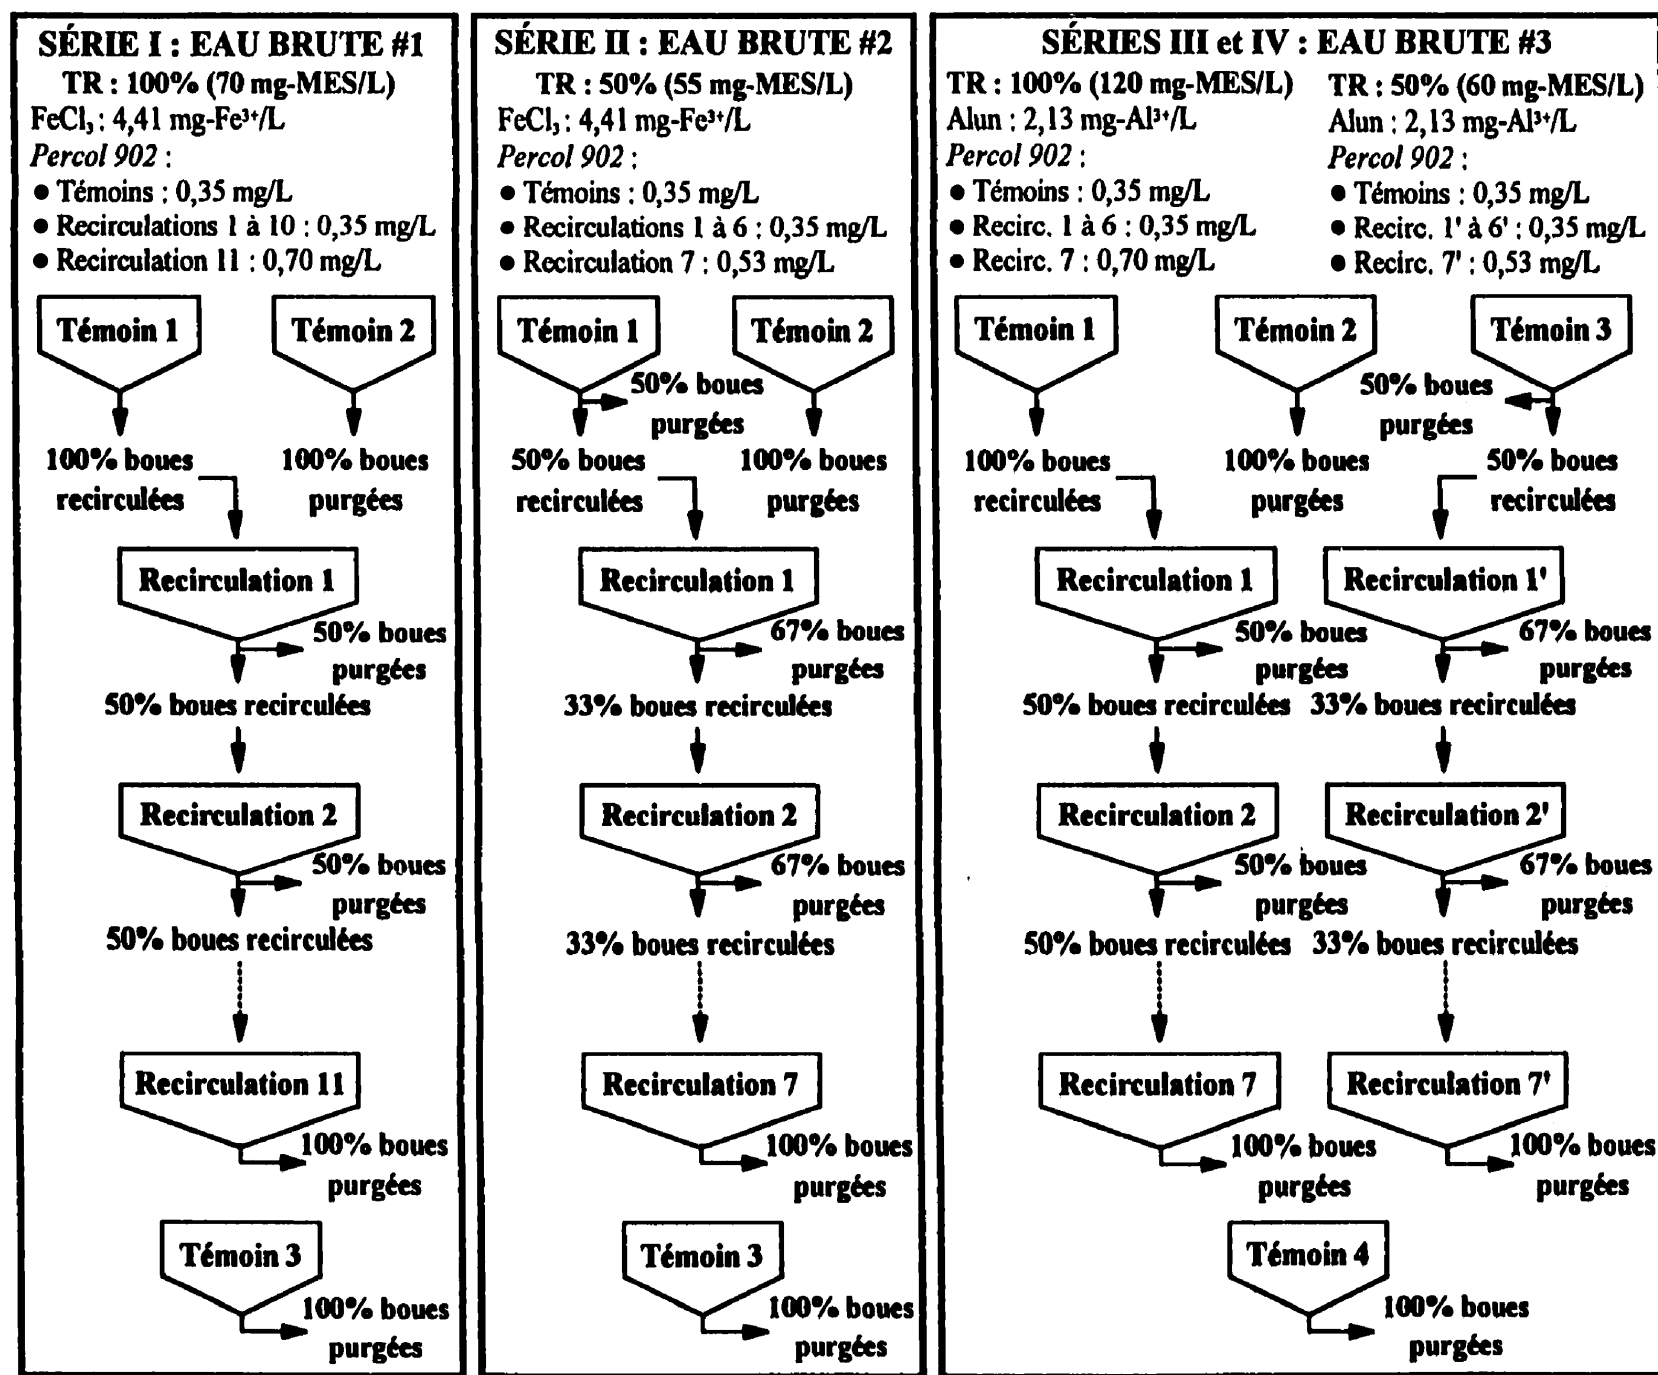 SÉRIE I : EAU BRUTE #1
TR : 100% (70 mg-MES/L)
FeCl₃ : 4,41 mg-Fe³⁺/L
Percol 902 :
● Témoins : 0,35 mg/L
● Recirculations 1 à 10 : 0,35 mg/L
● Recirculation 11 : 0,70 mg/L
Témoin 1
Témoin 2
100% boues
recirculées
100% boues
purgées
Recirculation 1
50% boues
purgées
50% boues recirculées
Recirculation 2
50% boues
purgées
50% boues recirculées
Recirculation 11
100% boues
purgées
Témoin 3
100% boues
purgées
SÉRIE II : EAU BRUTE #2
TR : 50% (55 mg-MES/L)
FeCl₃ : 4,41 mg-Fe³⁺/L
Percol 902 :
● Témoins : 0,35 mg/L
● Recirculations 1 à 6 : 0,35 mg/L
● Recirculation 7 : 0,53 mg/L
Témoin 1
Témoin 2
50% boues
purgées
50% boues
recirculées
100% boues
purgées
Recirculation 1
67% boues
purgées
33% boues recirculées
Recirculation 2
67% boues
purgées
33% boues recirculées
Recirculation 7
100% boues
purgées
Témoin 3
100% boues
purgées
SÉRIES III et IV : EAU BRUTE #3
TR : 100% (120 mg-MES/L)
Alun : 2,13 mg-Al³⁺/L
Percol 902 :
● Témoins : 0,35 mg/L
● Recirc. 1 à 6 : 0,35 mg/L
● Recirc. 7 : 0,70 mg/L
TR : 50% (60 mg-MES/L)
Alun : 2,13 mg-Al³⁺/L
Percol 902 :
● Témoins : 0,35 mg/L
● Recirc. 1' à 6' : 0,35 mg/L
● Recirc. 7' : 0,53 mg/L
Témoin 1
Témoin 2
Témoin 3
50% boues
purgées
100% boues
recirculées
100% boues
purgées
50% boues
recirculées
Recirculation 1
Recirculation 1'
50% boues
purgées
67% boues
purgées
50% boues recirculées
33% boues recirculées
Recirculation 2
Recirculation 2'
50% boues
purgées
67% boues
purgées
50% boues recirculées
33% boues recirculées
Recirculation 7
Recirculation 7'
100% boues
purgées
100% boues
purgées
Témoin 4
100% boues
purgées